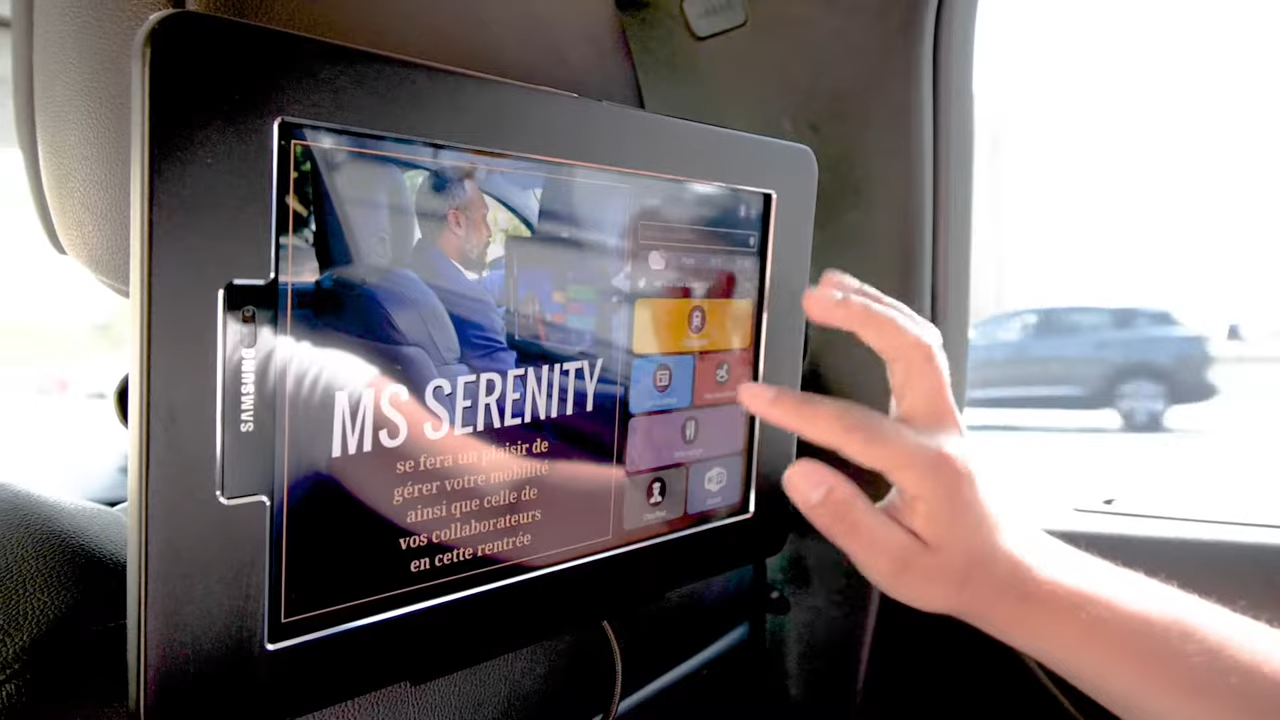 SAMSUNG
MS SERENITY
se fera un plaisir de
gérer votre mobilité
ainsi que celle de
vos collaborateurs
en cette rentrée
Chauffeur